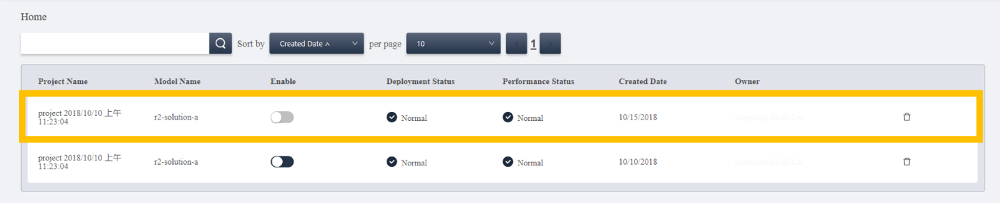 Home
Sort by Created Date ʌ per page 10 < 1 >
Project Name Model Name Enable Deployment Status Performance Status Created Date Owner
project 2018/10/10 上午 r2-solution-a Normal Normal 10/15/2018
11:23:04
project 2018/10/10 上午 r2-solution-a Normal Normal 10/10/2018
11:23:04